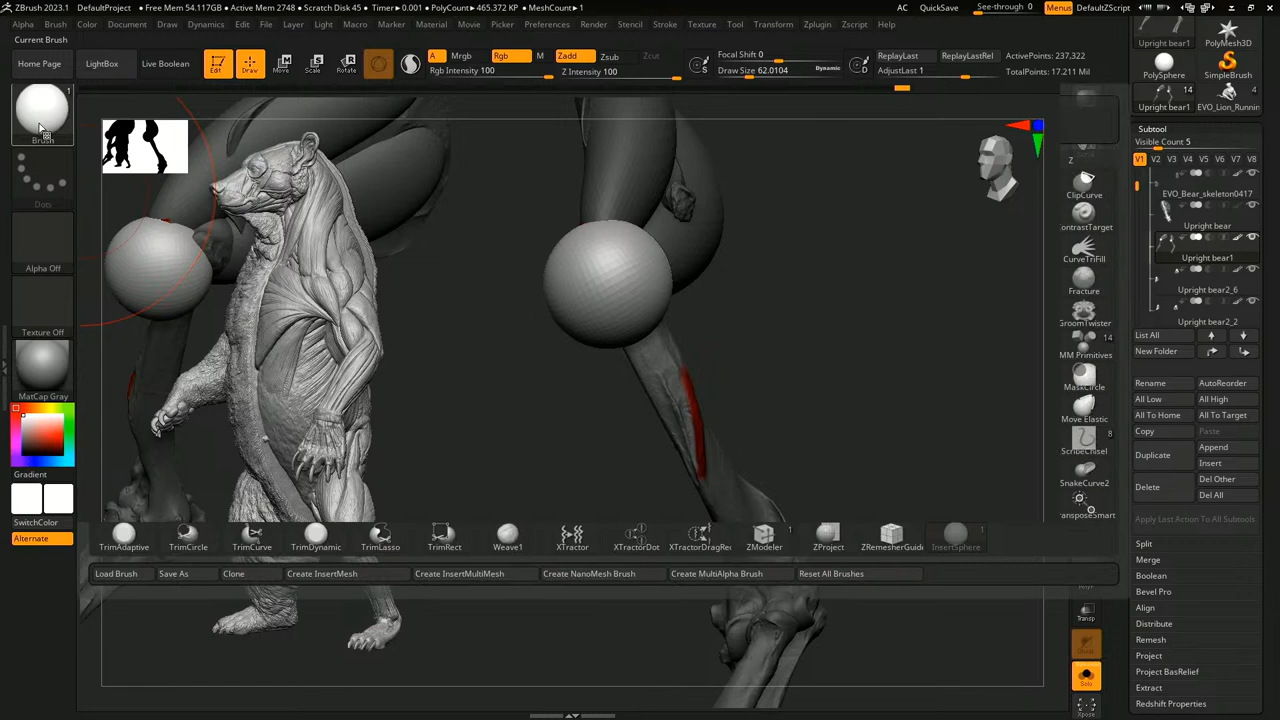 ZBrush 2023.1 DefaultProject • Free Mem 54.117GB • Active Mem 2748 • Scratch Disk 45 • Timer▸0.001 • PolyCount▸465.372 KP • MeshCount▸1 AC QuickSave See-through 0 Menus DefaultZScript
Alpha Brush Color Document Draw Dynamics Edit File Layer Light Macro Marker Material Movie Picker Preferences Render Stencil Stroke Texture Tool Transform Zplugin Zscript Help
Current Brush
Home Page LightBox Live Boolean Edit Draw Move Scale Rotate
A Mrgb Rgb M Zadd Zsub Zcut
Rgb Intensity 100 Z Intensity 100
Focal Shift 0
Draw Size 62.0104 Dynamic
S D
ReplayLast ReplayLastRel
AdjustLast 1
ActivePoints: 237,322
TotalPoints: 17.211 Mil
1
Brush
Dots
Alpha Off
Texture Off
MatCap Gray
Gradient
SwitchColor
Alternate
Z
ClipCurve
ContrastTarget
CurveTriFill
Fracture
GroomTwister
14
MM Primitives
MaskCircle
Move Elastic
8
ScribeChisel
SnakeCurve2
ransposeSmart
TrimAdaptive TrimCircle TrimCurve TrimDynamic TrimLasso TrimRect Weave1 XTractor XTractorDot XTractorDragRec ZModeler 1 ZProject ZRemesherGuide InsertSphere 1
Load Brush Save As Clone Create InsertMesh Create InsertMultiMesh Create NanoMesh Brush Create MultiAlpha Brush Reset All Brushes
Transp
Ghost
Solo
Xpose
Upright bear1 PolyMesh3D
PolySphere SimpleBrush
14 4
Upright bear1 EVO_Lion_Runnin
Subtool
Visible Count 5
V1 V2 V3 V4 V5 V6 V7 V8
EVO_Bear_skeleton0417
Upright bear
Upright bear1
Upright bear2_6
Upright bear2_2
List All
New Folder
Rename AutoReorder
All Low All High
All To Home All To Target
Copy Paste
Duplicate Append
Insert
Delete Del Other
Del All
Apply Last Action To All Subtools
Split
Merge
Boolean
Bevel Pro
Align
Distribute
Remesh
Project
Project BasRelief
Extract
Redshift Properties